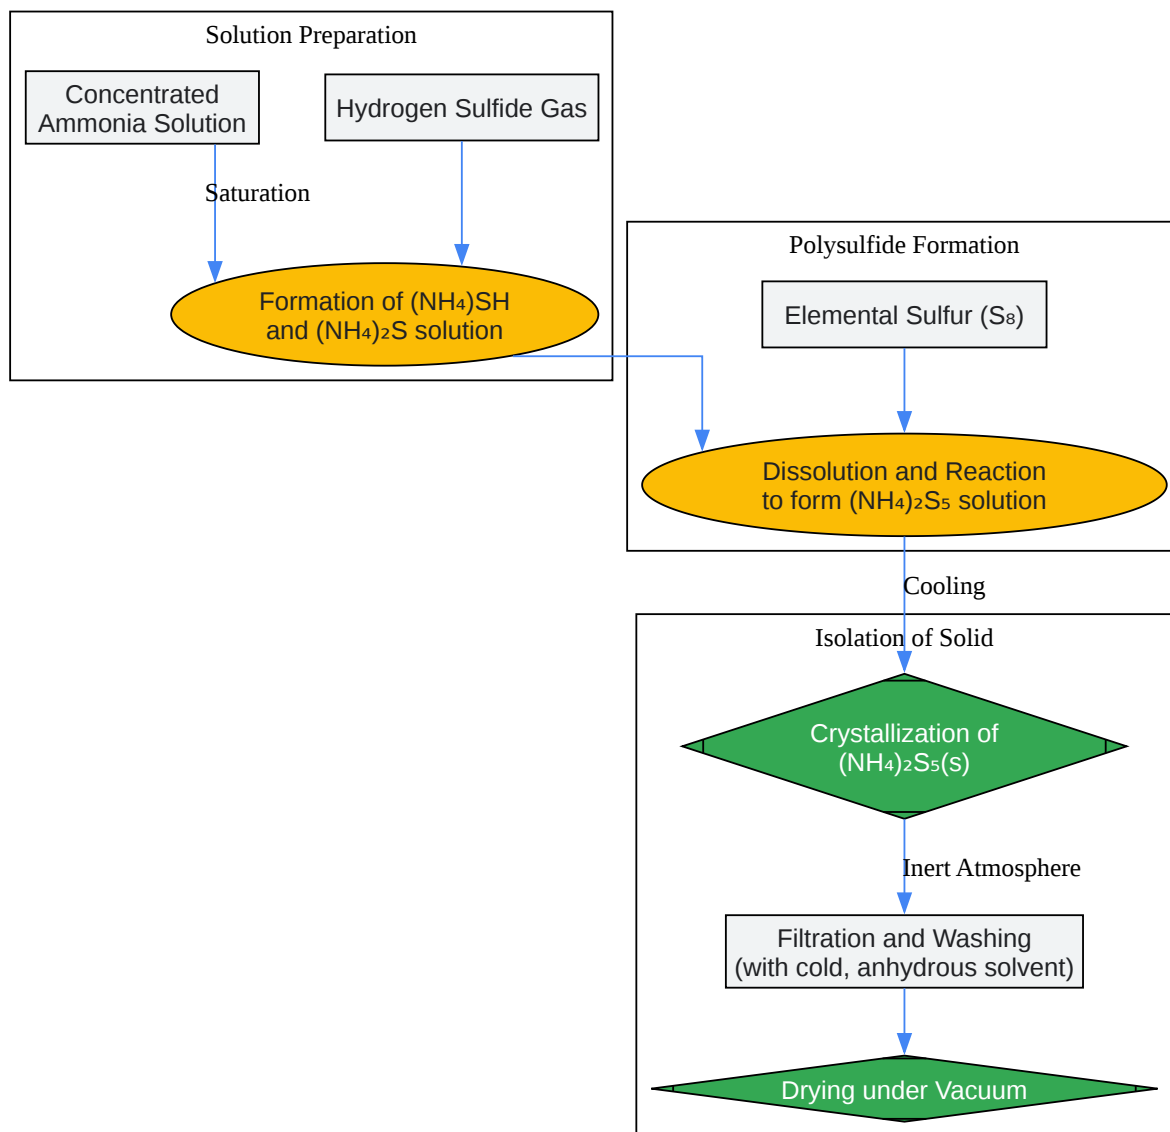 Solution Preparation
Concentrated
Ammonia Solution
Hydrogen Sulfide Gas
Saturation
Formation of (NH₄)SH
and (NH₄)₂S solution
Polysulfide Formation
Elemental Sulfur (S₈)
Dissolution and Reaction
to form (NH₄)₂S₅ solution
Cooling
Isolation of Solid
Crystallization of
(NH₄)₂S₅(s)
Inert Atmosphere
Filtration and Washing
(with cold, anhydrous solvent)
Drying under Vacuum